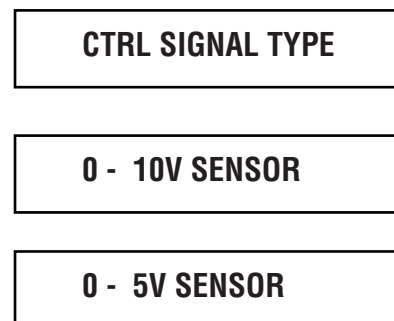 CTRL SIGNAL TYPE
0 - 10V SENSOR
0 - 5V SENSOR